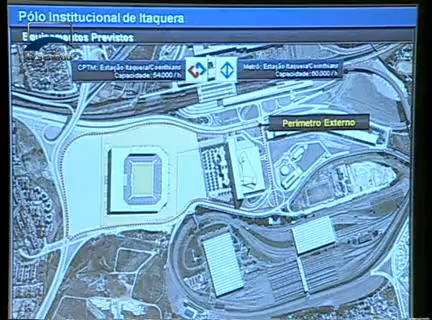 Pólo Institucional de Itaquera
Equipamentos Previstos
CPTM: Estação Itaquera/Corinthians
Capacidade: 54.000 / h
Metrô: Estação Itaquera/Corinthians
Capacidade: 60.000 / h
Perímetro Externo